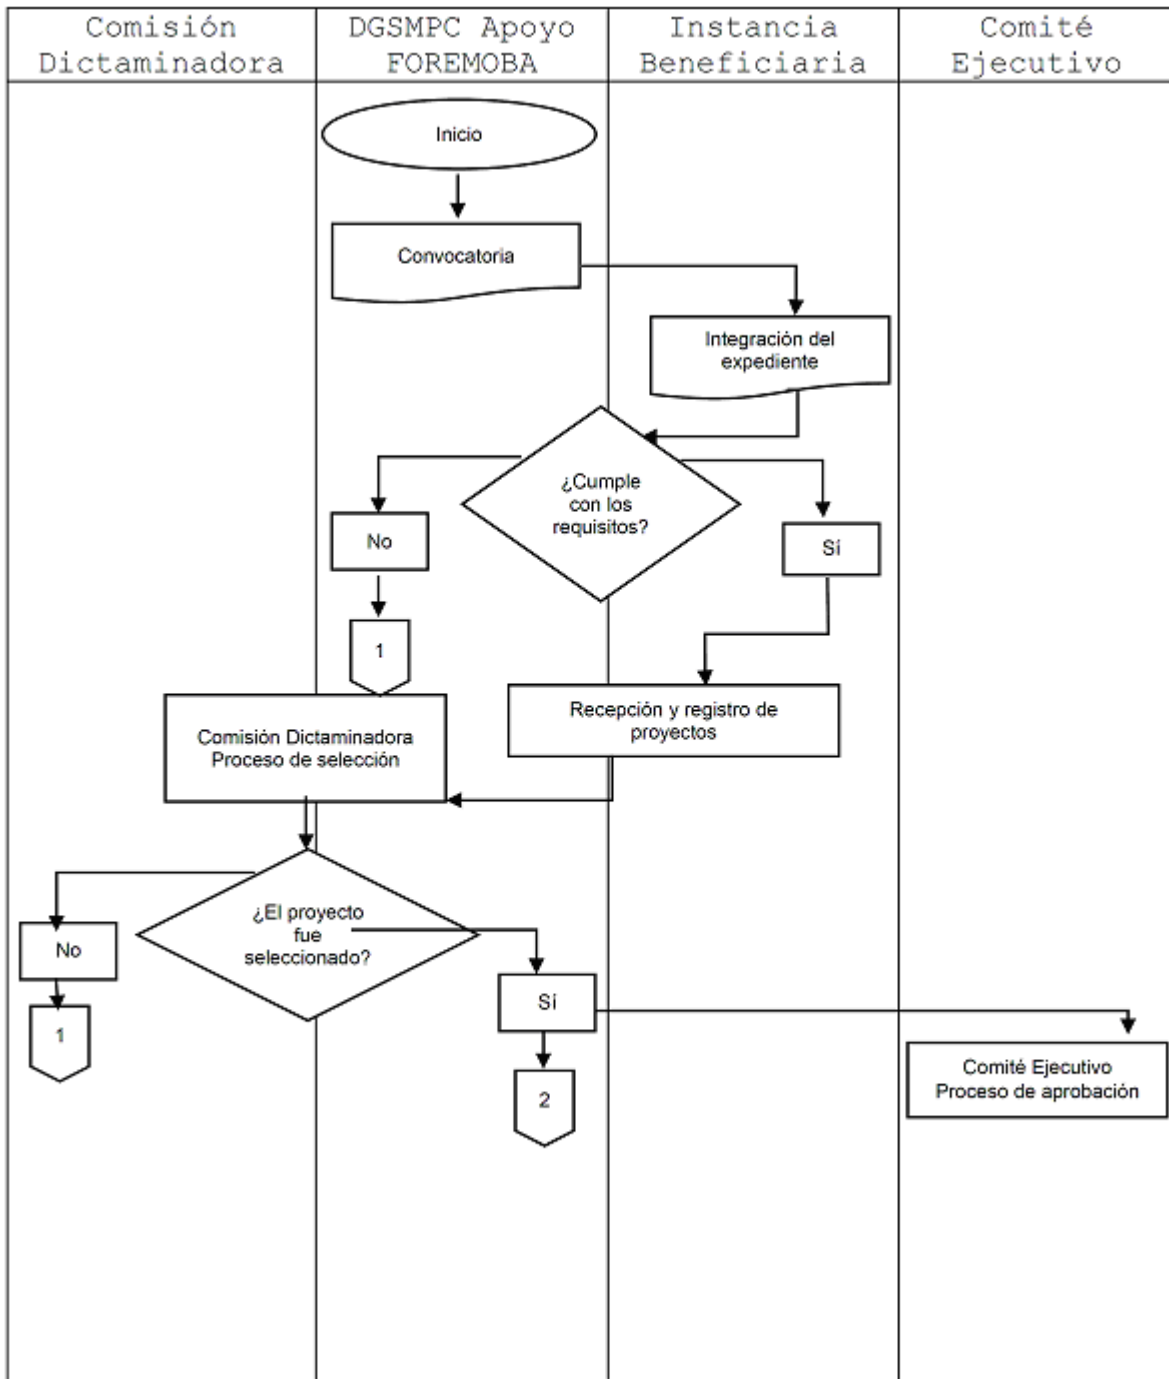 Comisión
Dictaminadora
DGSMPC Apoyo
FOREMOBA
Instancia
Beneficiaria
Comité
Ejecutivo
Inicio
Convocatoria
Integración del
expediente
¿Cumple
con los
requisitos?
No
Sí
1
Recepción y registro de
proyectos
Comisión Dictaminadora
Proceso de selección
¿El proyecto
fue
seleccionado?
No
Sí
1
2
Comité Ejecutivo
Proceso de aprobación